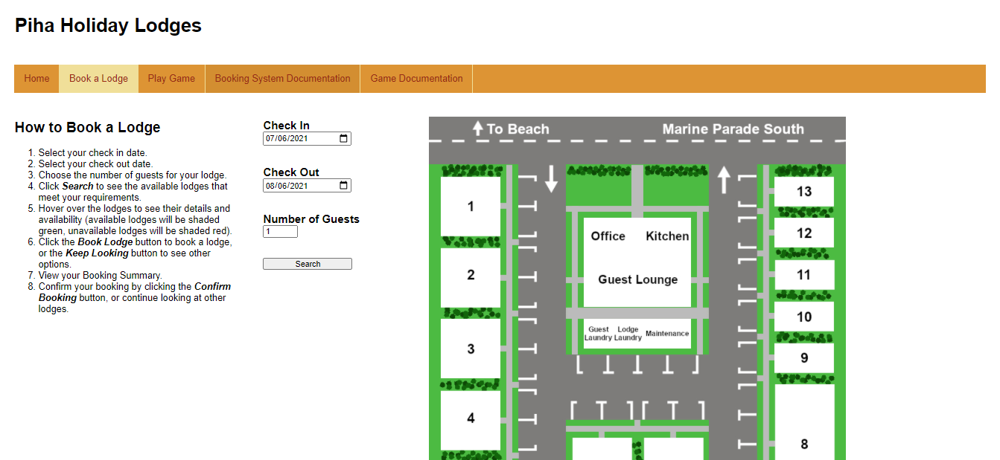 Piha Holiday Lodges
Home
Book a Lodge
Play Game
Booking System Documentation
Game Documentation
How to Book a Lodge
1. Select your check in date.
2. Select your check out date.
3. Choose the number of guests for your lodge.
4. Click Search to see the available lodges that
meet your requirements.
5. Hover over the lodges to see their details and
availability (available lodges will be shaded
green, unavailable lodges will be shaded red).
6. Click the Book Lodge button to book a lodge,
or the Keep Looking button to see other
options.
7. View your Booking Summary.
8. Confirm your booking by clicking the Confirm
Booking button, or continue looking at other
lodges.
Check In
07/06/2021
Check Out
08/06/2021
Number of Guests
1
Search
To Beach
Marine Parade South
1
2
3
4
Office
Kitchen
Guest Lounge
Guest
Laundry
Lodge
Laundry
Maintenance
13
12
11
10
9
8